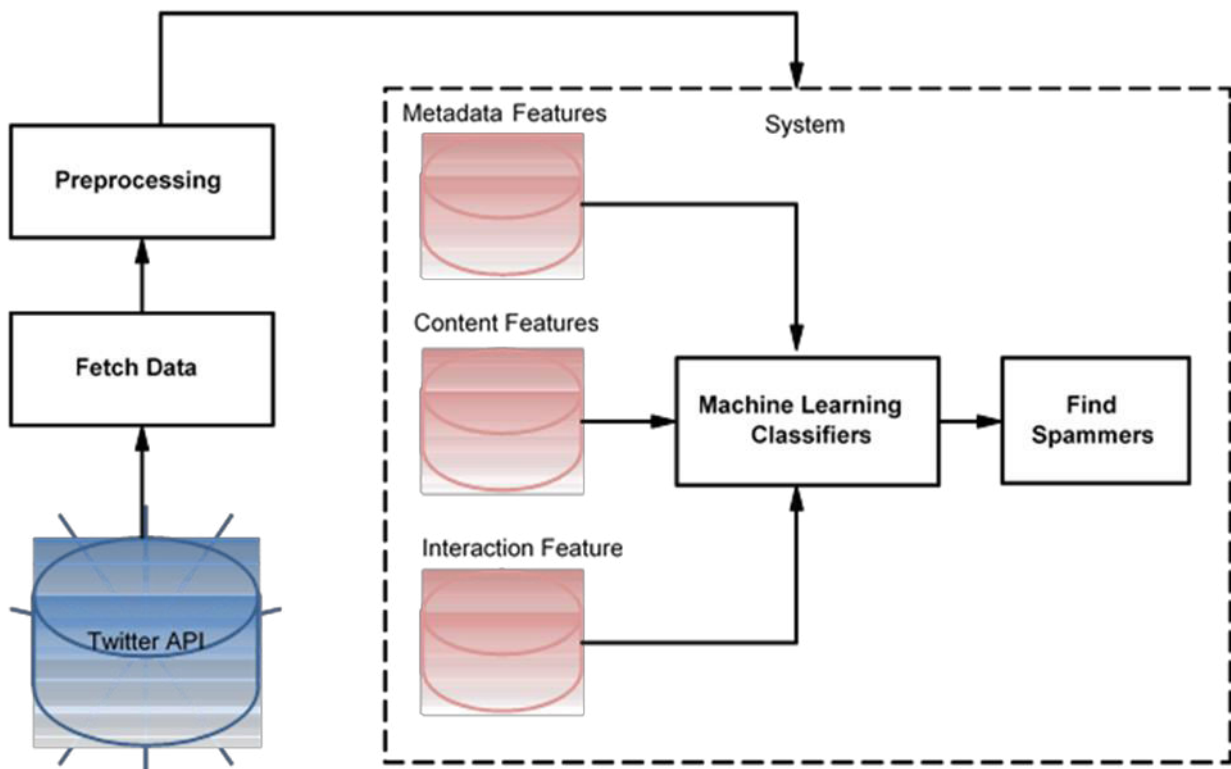 Metadata Features
System
Preprocessing
Content Features
Fetch Data
Machine Learning
Classifiers
Find
Spammers
Interaction Feature
Twitter API